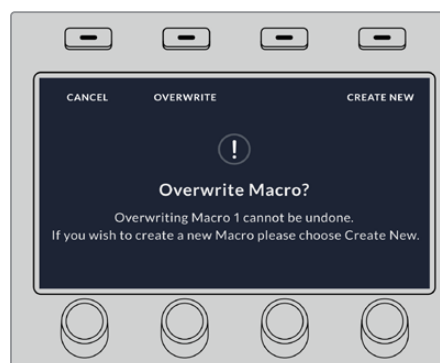 CANCEL OVERWRITE CREATE NEW
!
Overwrite Macro?
Overwriting Macro 1 cannot be undone.
If you wish to create a new Macro please choose Create New.